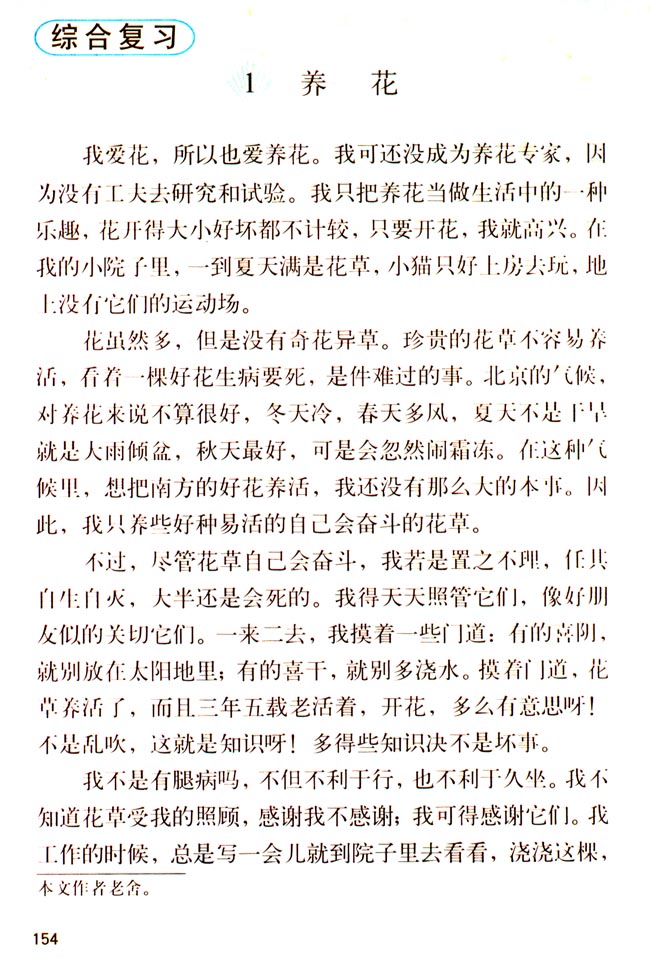 综合复习
1 养 花
我爱花，所以也爱养花。我可还没成为养花专家，因
为没有工夫去研究和试验。我只把养花当做生活中的一种
乐趣，花开得大小好坏都不计较，只要开花，我就高兴。在
我的小院子里，一到夏天满是花草，小猫只好上房去玩，地
上没有它们的运动场。
花虽然多，但是没有奇花异草。珍贵的花草不容易养
活，看着一棵好花生病要死，是件难过的事。北京的气候，
对养花来说不算很好，冬天冷，春天多风，夏天不是干旱
就是大雨倾盆，秋天最好，可是会忽然闹霜冻。在这种气
候里，想把南方的好花养活，我还没有那么大的本事。因
此，我只养些好种易活的自己会奋斗的花草。
不过，尽管花草自己会奋斗，我若是置之不理，任其
自生自灭，大半还是会死的。我得天天照管它们，像好朋
友似的关切它们。一来二去，我摸着一些门道：有的喜阴，
就别放在太阳地里；有的喜干，就别多浇水。摸着门道，花
草养活了，而且三年五载老活着，开花，多么有意思呀！
不是乱吹，这就是知识呀！多得些知识决不是坏事。
我不是有腿病吗，不但不利于行，也不利于久坐。我不
知道花草受我的照顾，感谢我不感谢；我可得感谢它们。我
工作的时候，总是写一会儿就到院子里去看看，浇浇这棵，
本文作者老舍。
154